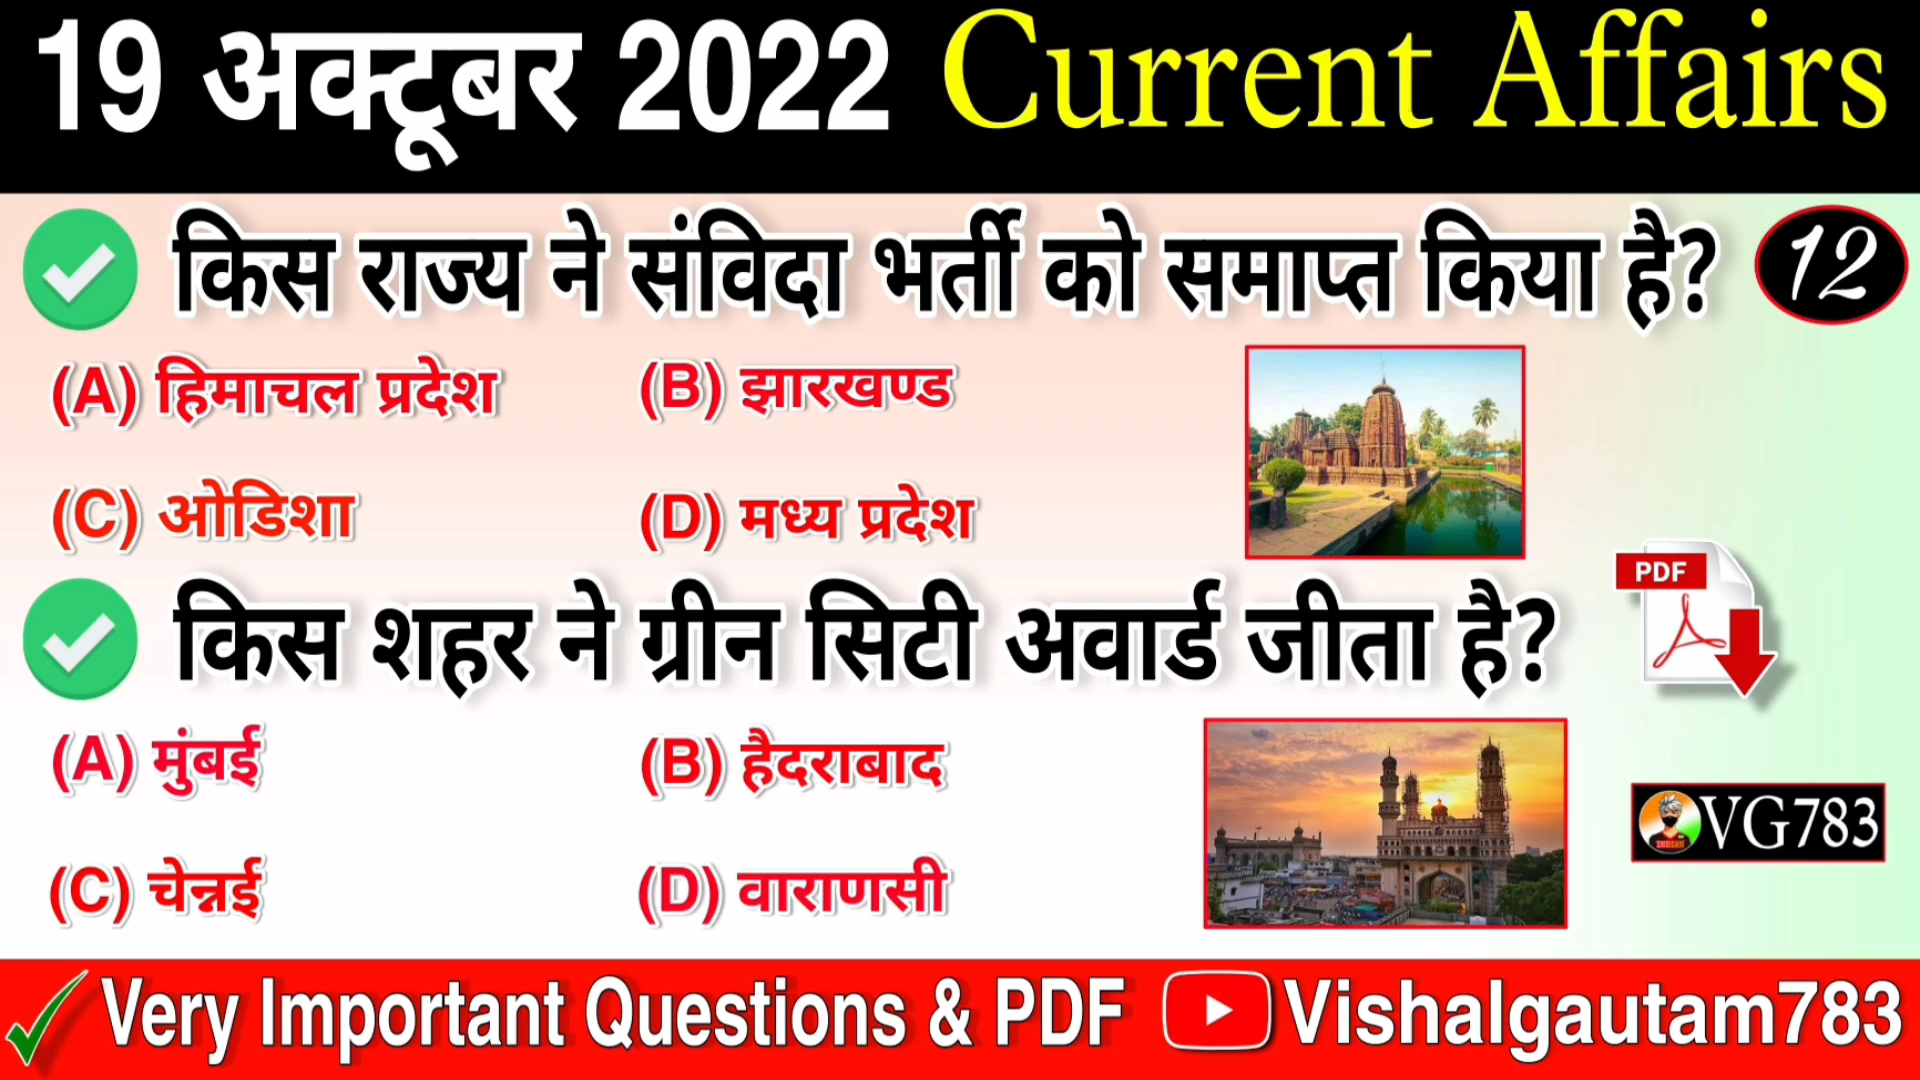 19 अक्टूबर 2022 Current Affairs
किस राज्य ने संविदा भर्ती को समाप्त किया है? 12
(A) हिमाचल प्रदेश (B) झारखण्ड
(C) ओडिशा (D) मध्य प्रदेश
PDF
किस शहर ने ग्रीन सिटी अवार्ड जीता है?
(A) मुंबई (B) हैदराबाद
INDIAN VG783
(C) चेन्नई (D) वाराणसी
Very Important Questions & PDF Vishalgautam783